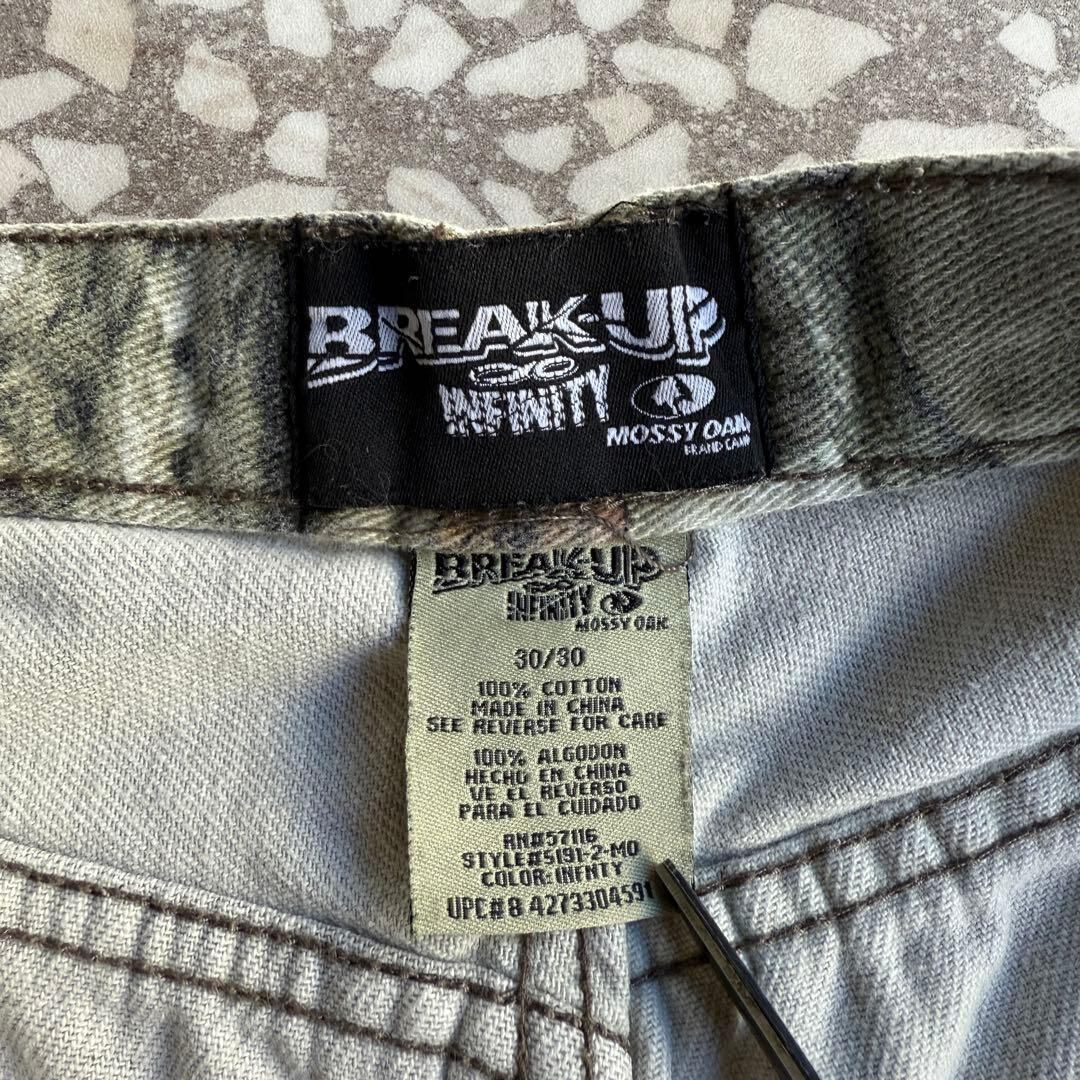 BREAK-UP
INFINITY
MOSSY OAK
BRAND CAMO
BREAK-UP
INFINITY
MOSSY OAK
30/30
100% COTTON
MADE IN CHINA
SEE REVERSE FOR CARE
100% ALGODON
HECHO EN CHINA
VE EL REVERSO
PARA EL CUIDADO
RN#57116
STYLE#5191-2-MO
COLOR: INFNTY
UPC# 8 4273304591